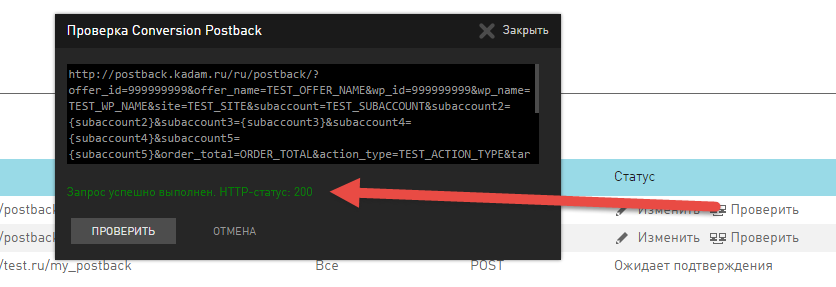 Проверка Conversion Postback
Закрыть
http://postback.kadam.ru/ru/postback/?
offer_id=999999999&offer_name=TEST_OFFER_NAME&wp_id=999999999&wp_name=
TEST_WP_NAME&site=TEST_SITE&subaccount=TEST_SUBACCOUNT&subaccount2=
{subaccount2}&subaccount3={subaccount3}&subaccount4=
{subaccount4}&subaccount5=
{subaccount5}&order_total=ORDER_TOTAL&action_type=TEST_ACTION_TYPE&tar
Запрос успешно выполнен. HTTP-статус: 200
ПРОВЕРИТЬ
ОТМЕНА
Статус
/postback
Изменить
Проверить
/postback
Изменить
Проверить
/test.ru/my_postback
Все
POST
Ожидает подтверждения